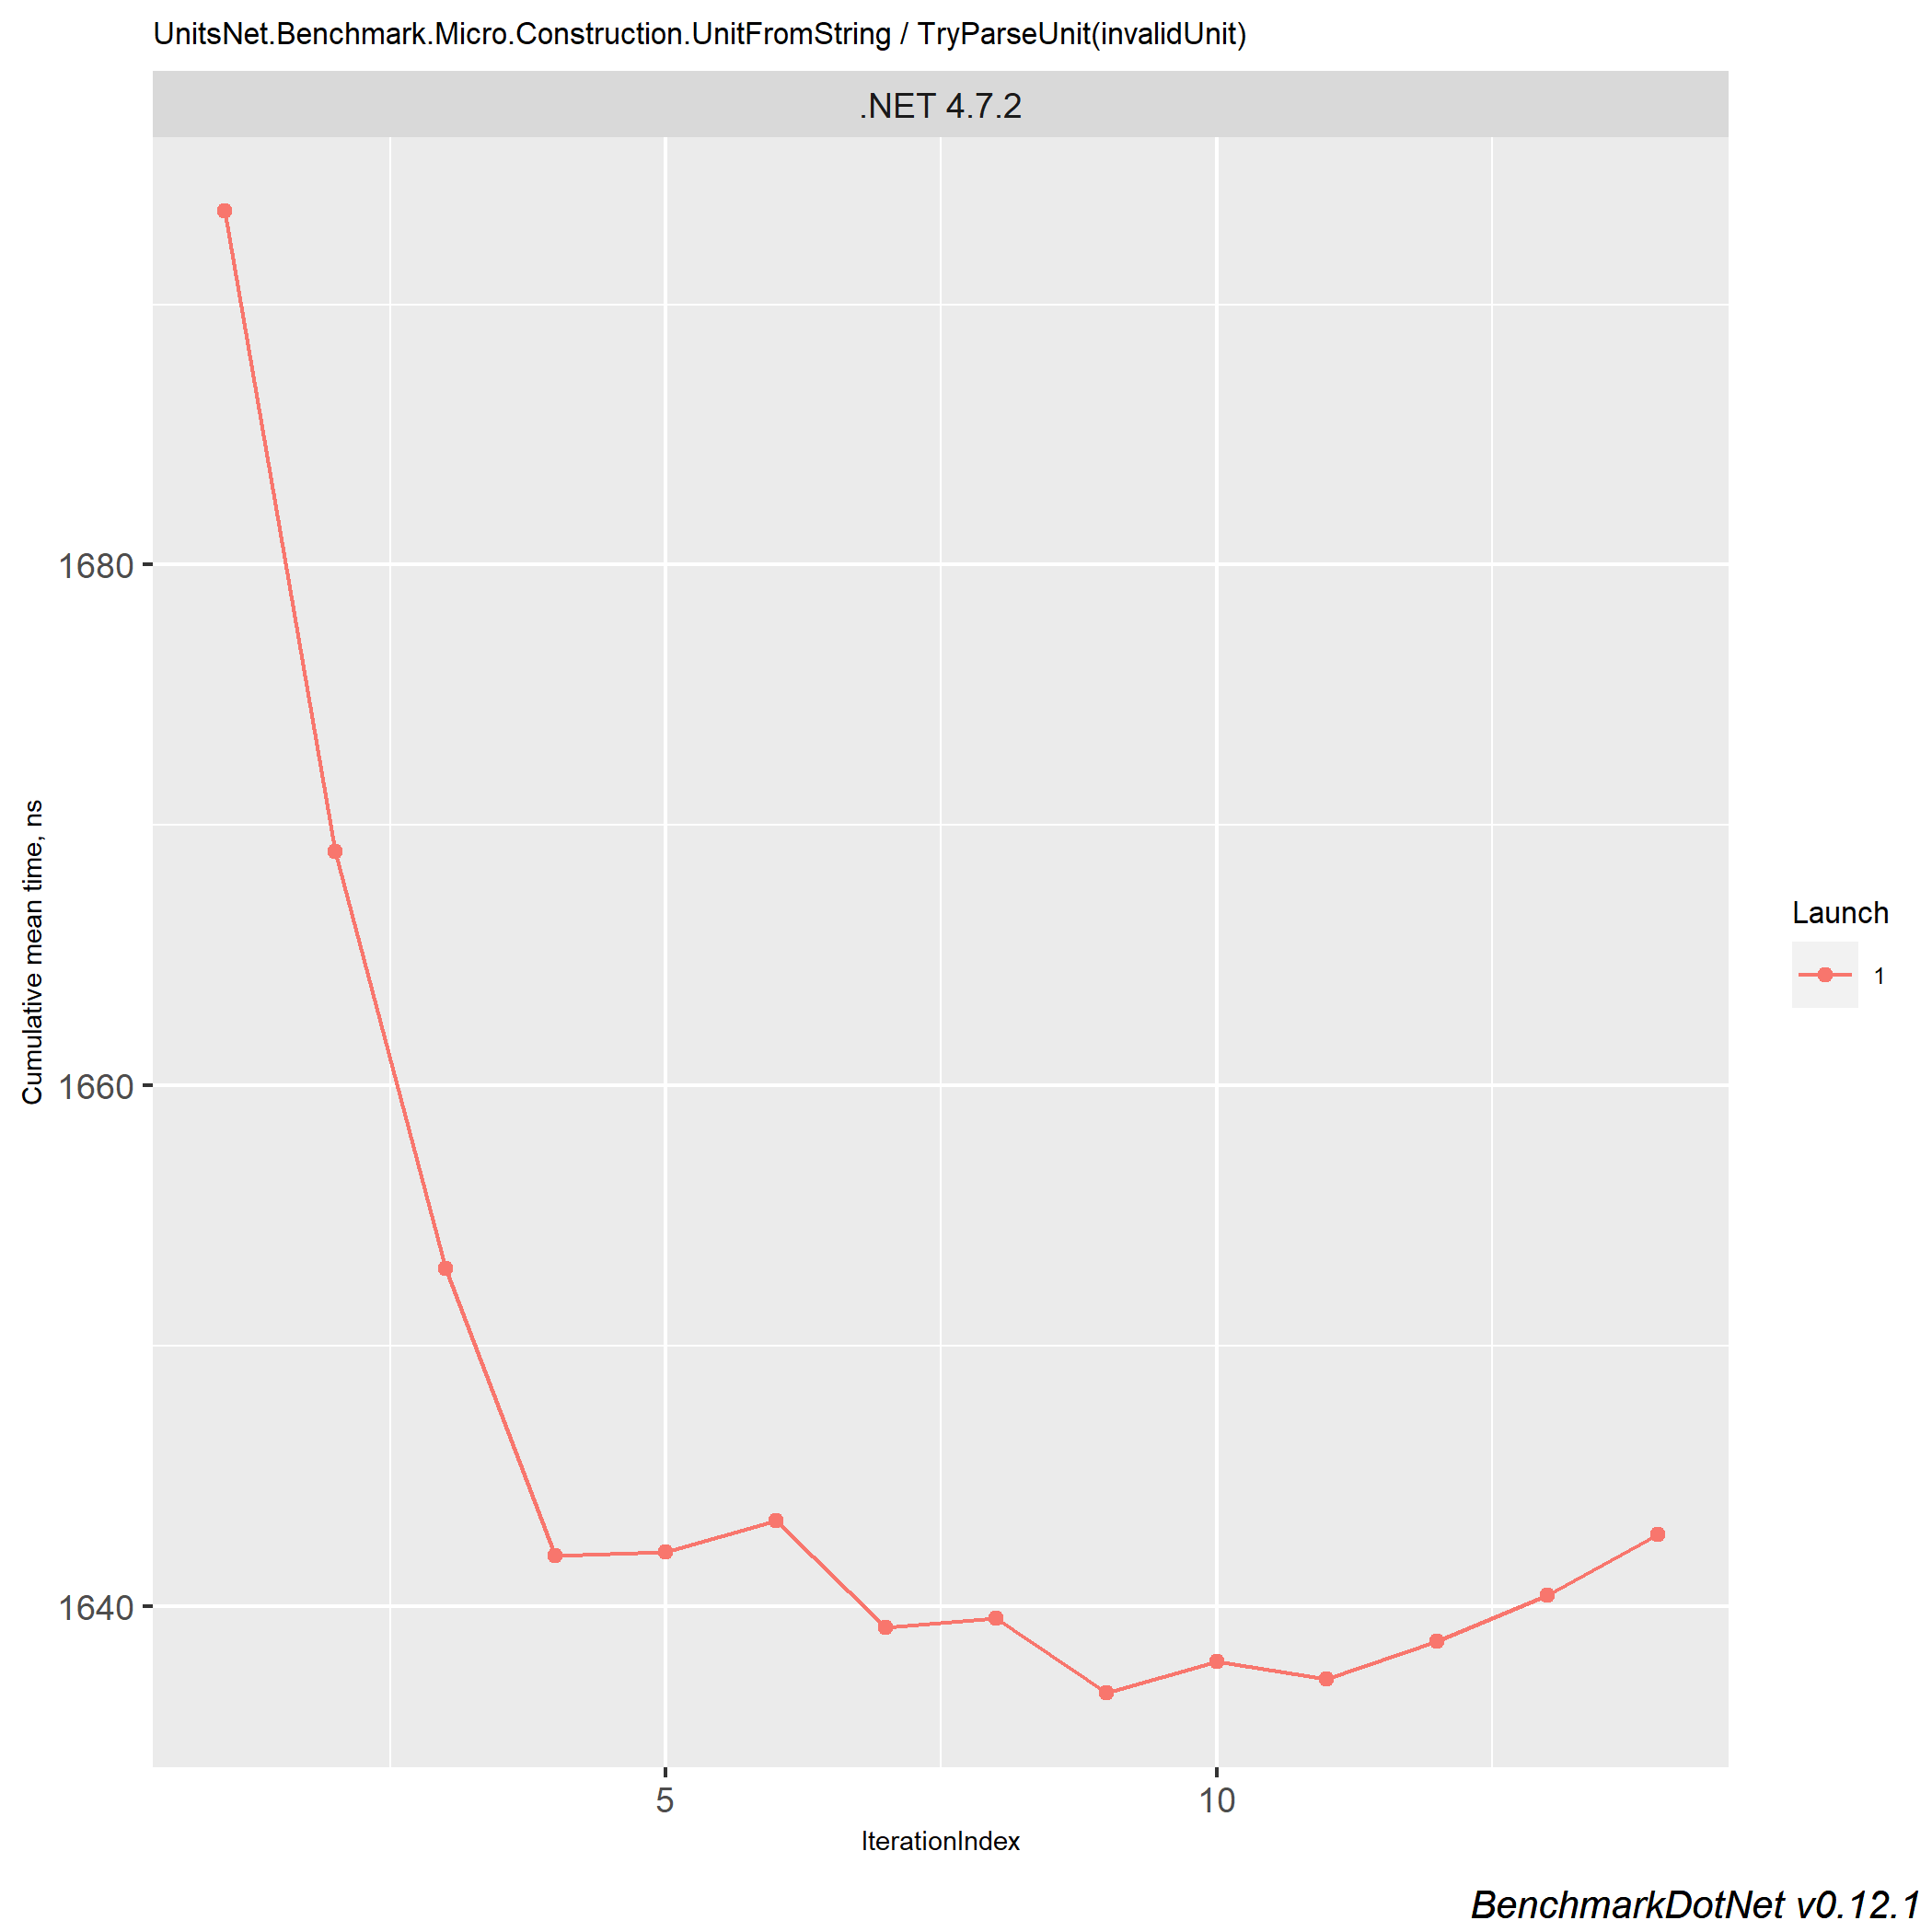 UnitsNet.Benchmark.Micro.Construction.UnitFromString / TryParseUnit(invalidUnit)
.NET 4.7.2
Cumulative mean time, ns
1680
1660
1640
5
10
IterationIndex
Launch
1
BenchmarkDotNet v0.12.1